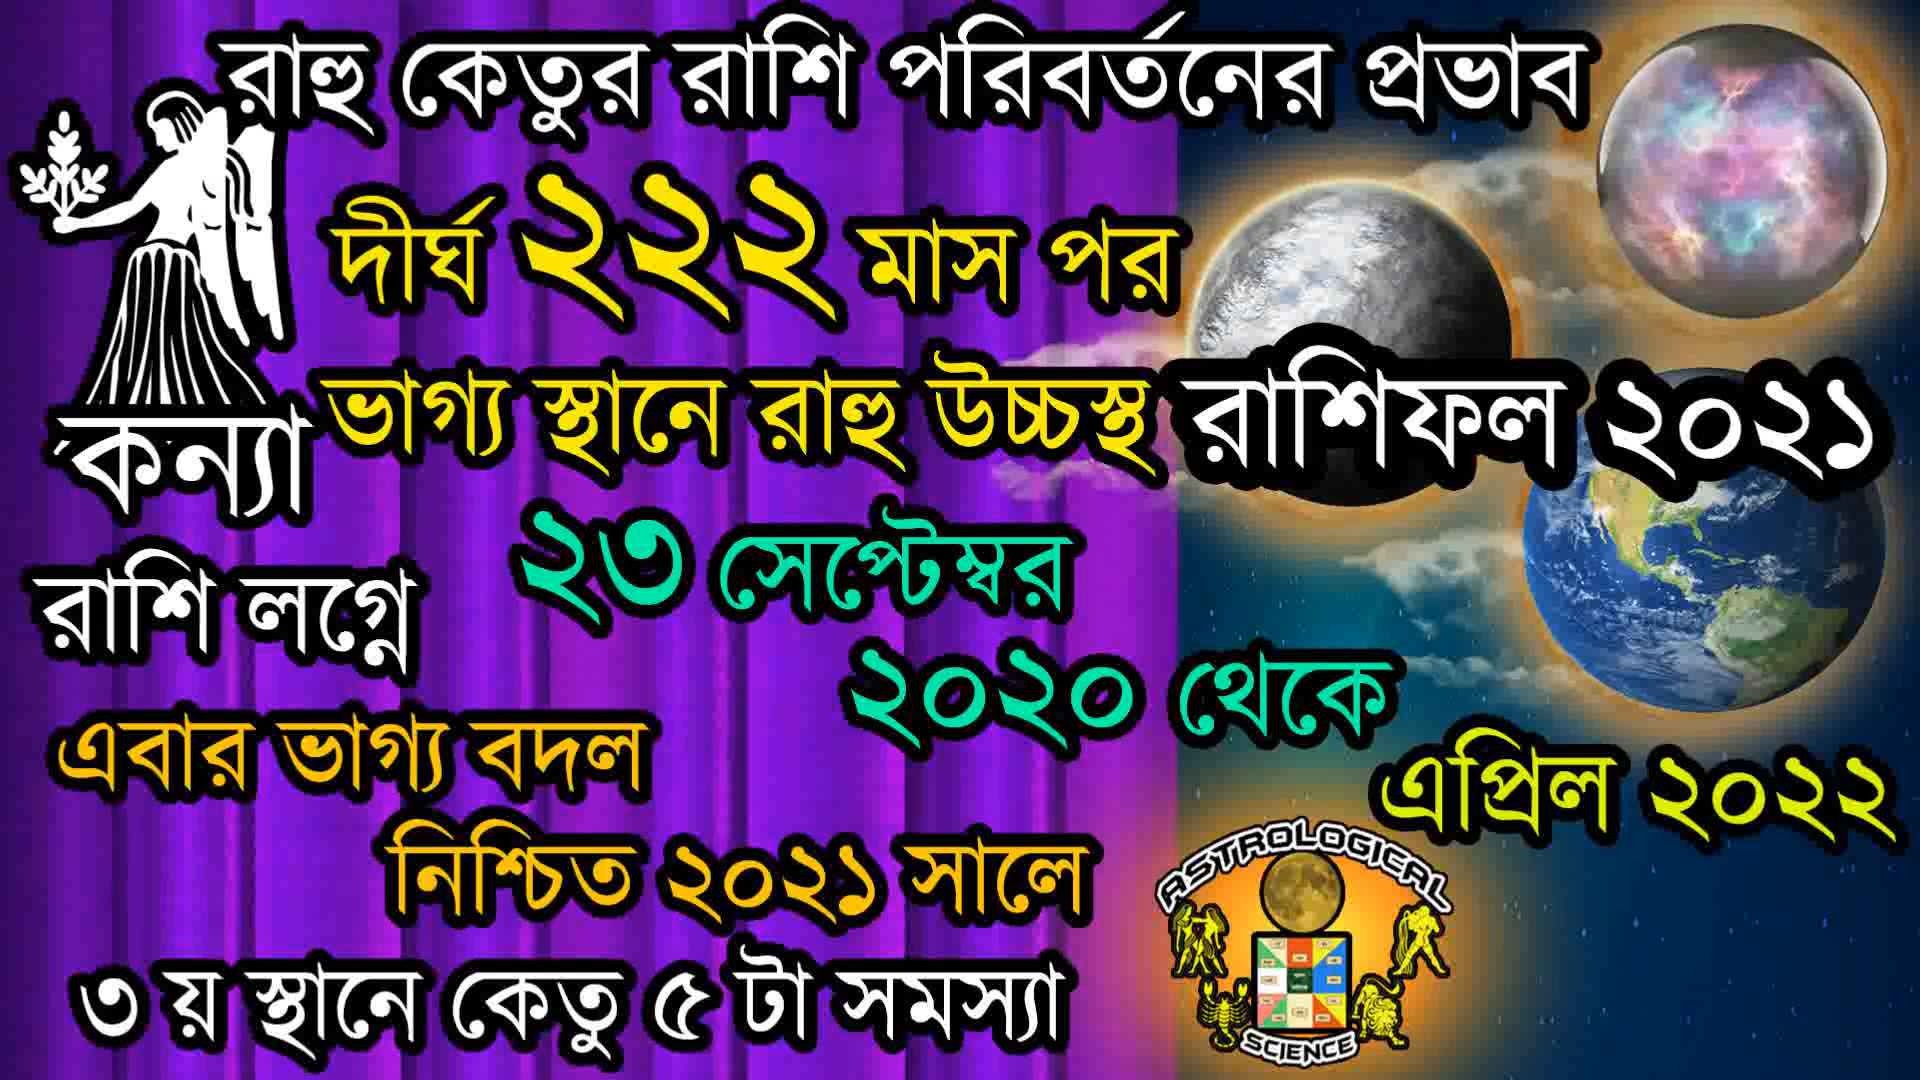 রাহু কেতুর রাশি পরিবর্তনের প্রভাব
দীর্ঘ ২২২ মাস পর
ভাগ্য স্থানে রাহু উচ্চস্থ রাশিফল ২০২১
কন্যা
রাশি লগ্নে
২৩ সেপ্টেম্বর
২০২০ থেকে
এপ্রিল ২০২২
এবার ভাগ্য বদল
নিশ্চিত ২০২১ সালে
৩ য় স্থানে কেতু ৫ টা সমস্যা
ASTROLOGICAL
SCIENCE